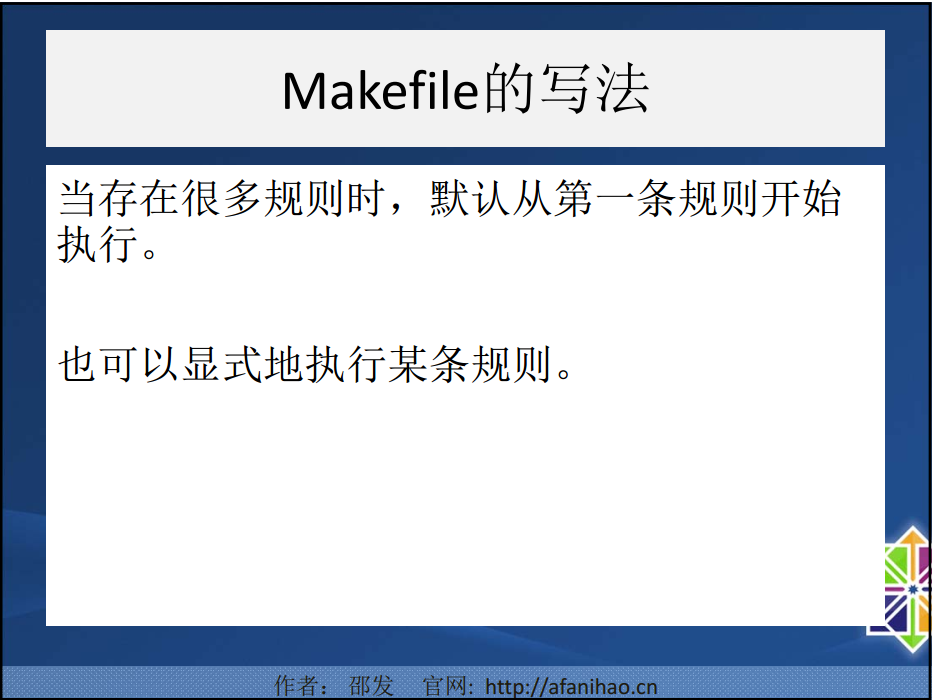 Makefile的写法
当存在很多规则时，默认从第一条规则开始
执行。
也可以显式地执行某条规则。
作者： 邵发 官网: http://afanihao.cn